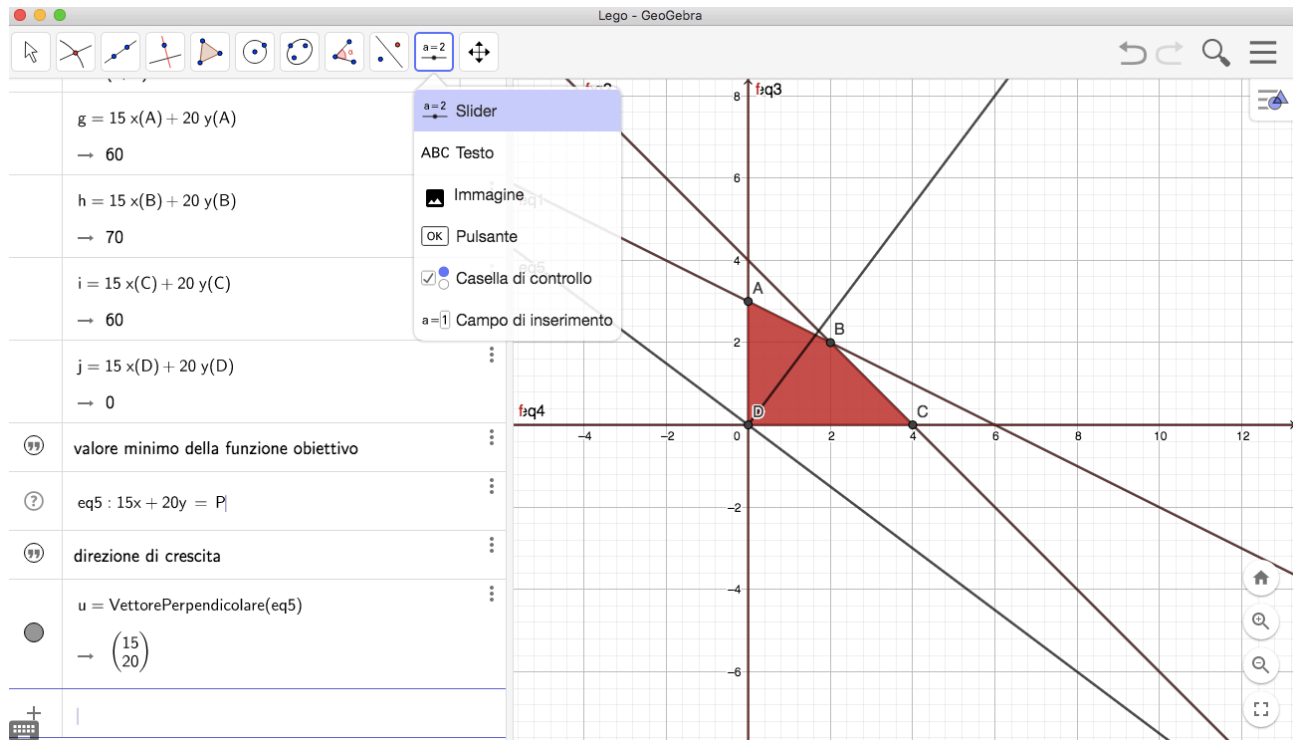 Lego - GeoGebra
a=2
g = 15 x(A) + 20 y(A)
→ 60
h = 15 x(B) + 20 y(B)
→ 70
i = 15 x(C) + 20 y(C)
→ 60
j = 15 x(D) + 20 y(D)
→ 0
valore minimo della funzione obiettivo
eq5 : 15x + 20y = P
direzione di crescita
u = VettorePerpendicolare(eq5)
→ (15
20)
a=2 Slider
ABC Testo
Immagine
OK Pulsante
Casella di controllo
a=1 Campo di inserimento
eq3
eq5
eq4
8
6
4
2
0
−2
−4
−6
−4
−2
2
4
6
8
10
12
A
B
C
D